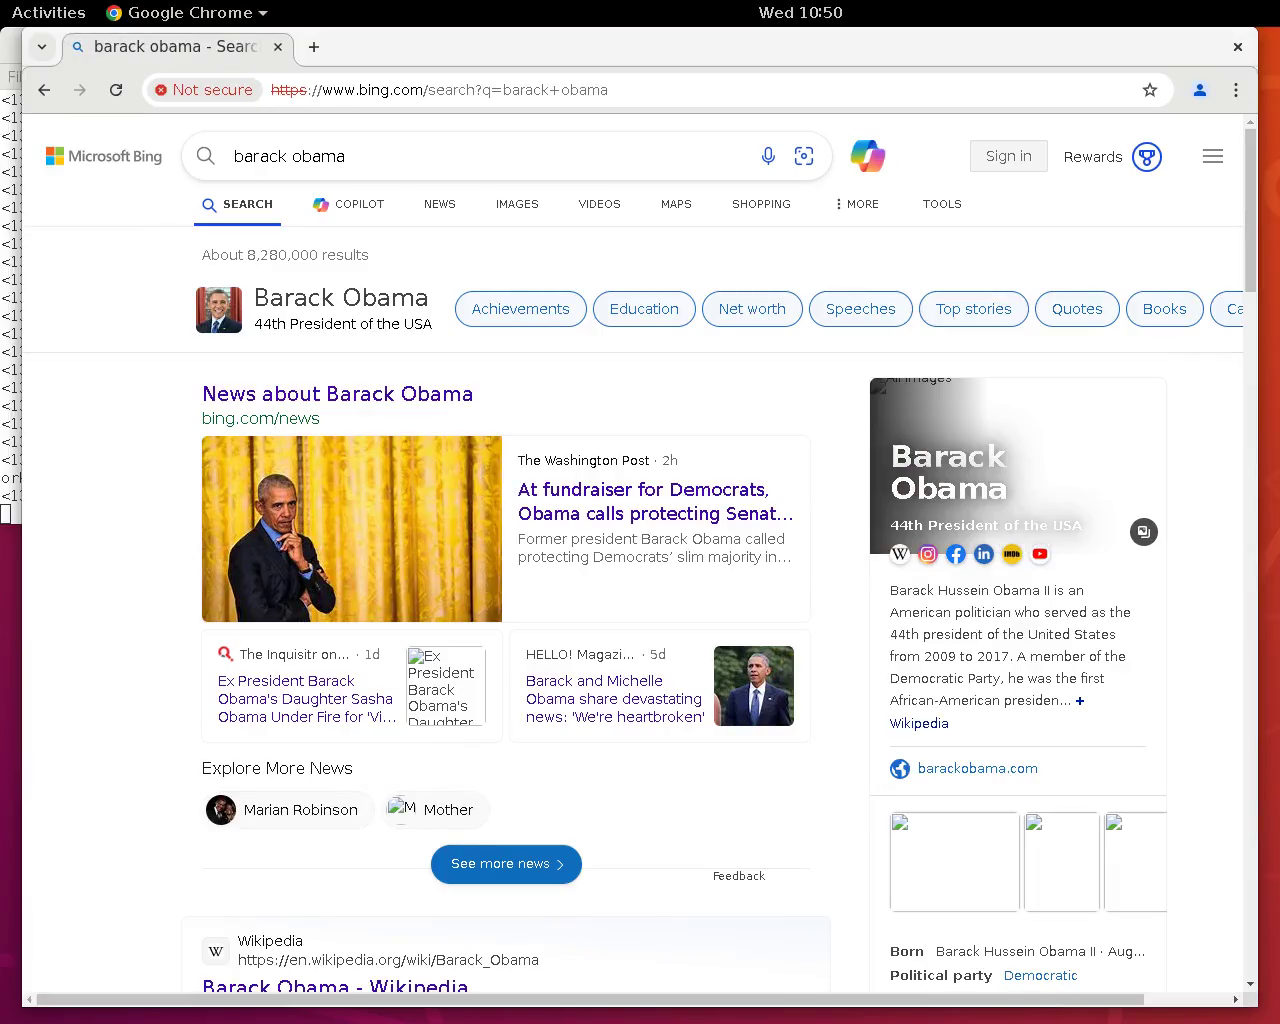 Activities
Google Chrome
Wed 10:50
barack obama - Searc
Not secure
https://www.bing.com/search?q=barack+obama
Microsoft Bing
barack obama
Sign in
Rewards
SEARCH
COPILOT
NEWS
IMAGES
VIDEOS
MAPS
SHOPPING
MORE
TOOLS
About 8,280,000 results
Barack Obama
44th President of the USA
Achievements
Education
Net worth
Speeches
Top stories
Quotes
Books
Ca
News about Barack Obama
bing.com/news
The Washington Post · 2h
At fundraiser for Democrats,
Obama calls protecting Senat...
Former president Barack Obama called
protecting Democrats’ slim majority in...
The Inquisitr on... · 1d
Ex President Barack
Obama's Daughter Sasha
Obama Under Fire for 'Vi...
Ex
President
Barack
Obama's
Daughter
HELLO! Magazi... · 5d
Barack and Michelle
Obama share devastating
news: 'We're heartbroken'
Explore More News
Marian Robinson
M
Mother
See more news
Feedback
W
Wikipedia
https://en.wikipedia.org/wiki/Barack_Obama
Barack Obama - Wikipedia
All images
Barack
Obama
44th President of the USA
W
IMDb
Barack Hussein Obama II is an
American politician who served as the
44th president of the United States
from 2009 to 2017. A member of the
Democratic Party, he was the first
African-American presiden... +
Wikipedia
barackobama.com
Born Barack Hussein Obama II · Aug...
Political party Democratic